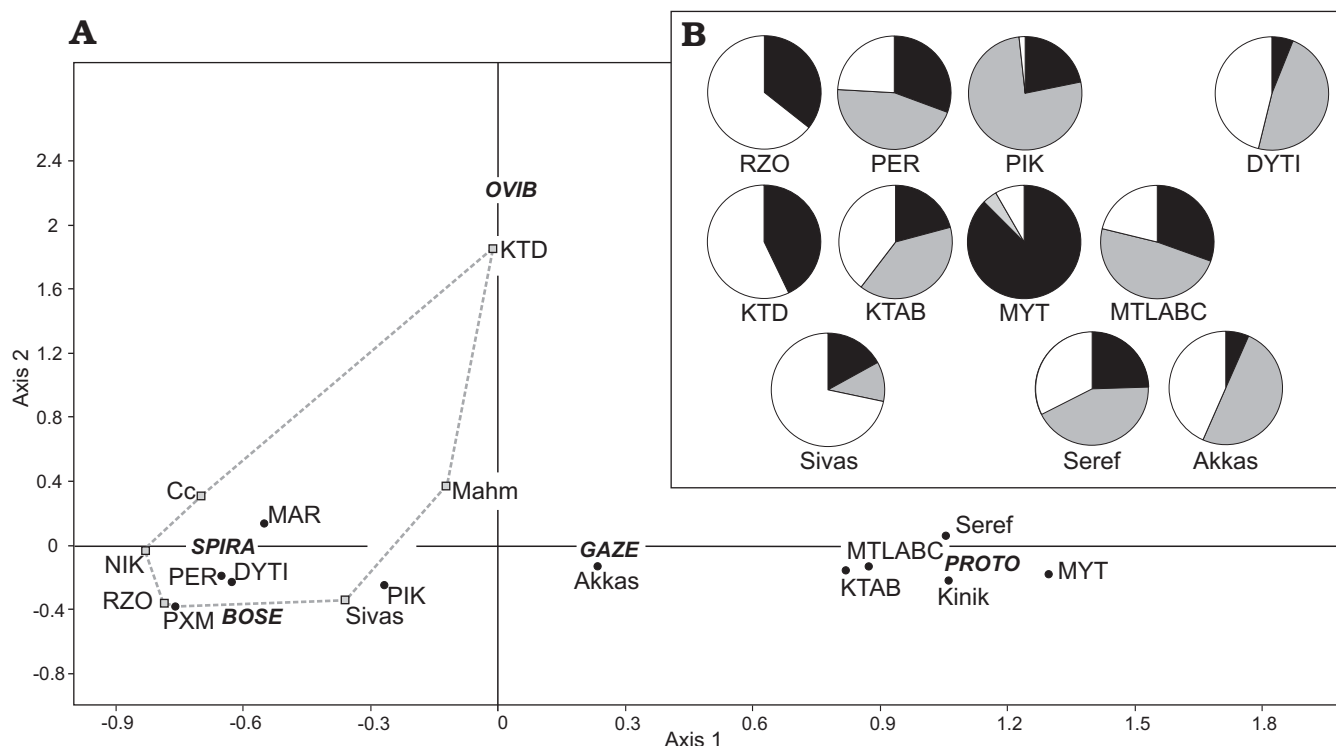 A
B
RZO PER PIK DYTI
KTD KTAB MYT MTLABC
Sivas Seref Akkas
2.4
2
1.6
1.2
0.8
0.4
0
-0.4
-0.8
Axis 2
OVIB
KTD
Cc
Mahm
MAR
NIK
SPIRA
PER
DYTI
RZO
PXM
BOSE
Sivas
PIK
GAZE
Akkas
MTLABC
KTAB
Seref
PROTO
Kinik
MYT
-0.9 -0.6 -0.3 0 0.3 0.6 0.9 1.2 1.5 1.8
Axis 1